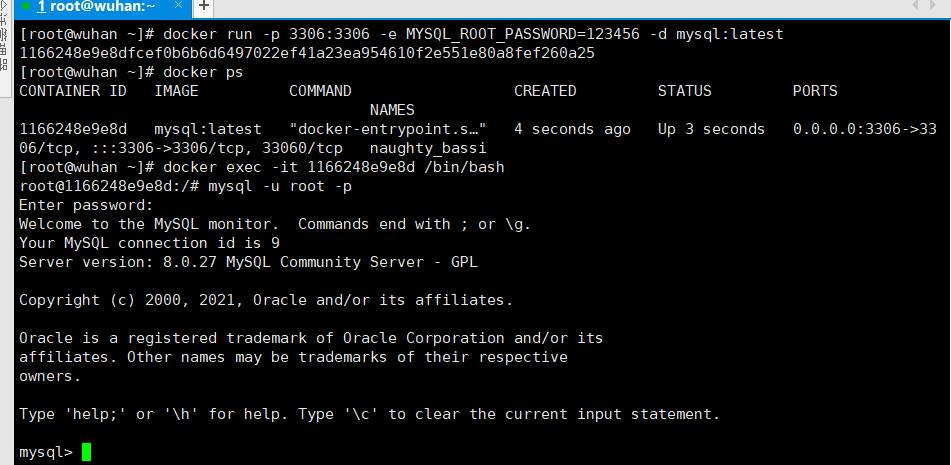 1 root@wuhan:~ × +
[root@wuhan ~]# docker run -p 3306:3306 -e MYSQL_ROOT_PASSWORD=123456 -d mysql:latest
1166248e9e8dfcef0b6b6d6497022ef41a23ea954610f2e551e80a8fef260a25
[root@wuhan ~]# docker ps
CONTAINER ID   IMAGE          COMMAND                  CREATED         STATUS         PORTS
                                       NAMES
1166248e9e8d   mysql:latest   "docker-entrypoint.s…"   4 seconds ago   Up 3 seconds   0.0.0.0:3306->33
06/tcp, :::3306->3306/tcp, 33060/tcp   naughty_bassi
[root@wuhan ~]# docker exec -it 1166248e9e8d /bin/bash
root@1166248e9e8d:/# mysql -u root -p
Enter password:
Welcome to the MySQL monitor.  Commands end with ; or \g.
Your MySQL connection id is 9
Server version: 8.0.27 MySQL Community Server - GPL
Copyright (c) 2000, 2021, Oracle and/or its affiliates.
Oracle is a registered trademark of Oracle Corporation and/or its
affiliates. Other names may be trademarks of their respective
owners.
Type 'help;' or '\h' for help. Type '\c' to clear the current input statement.
mysql>